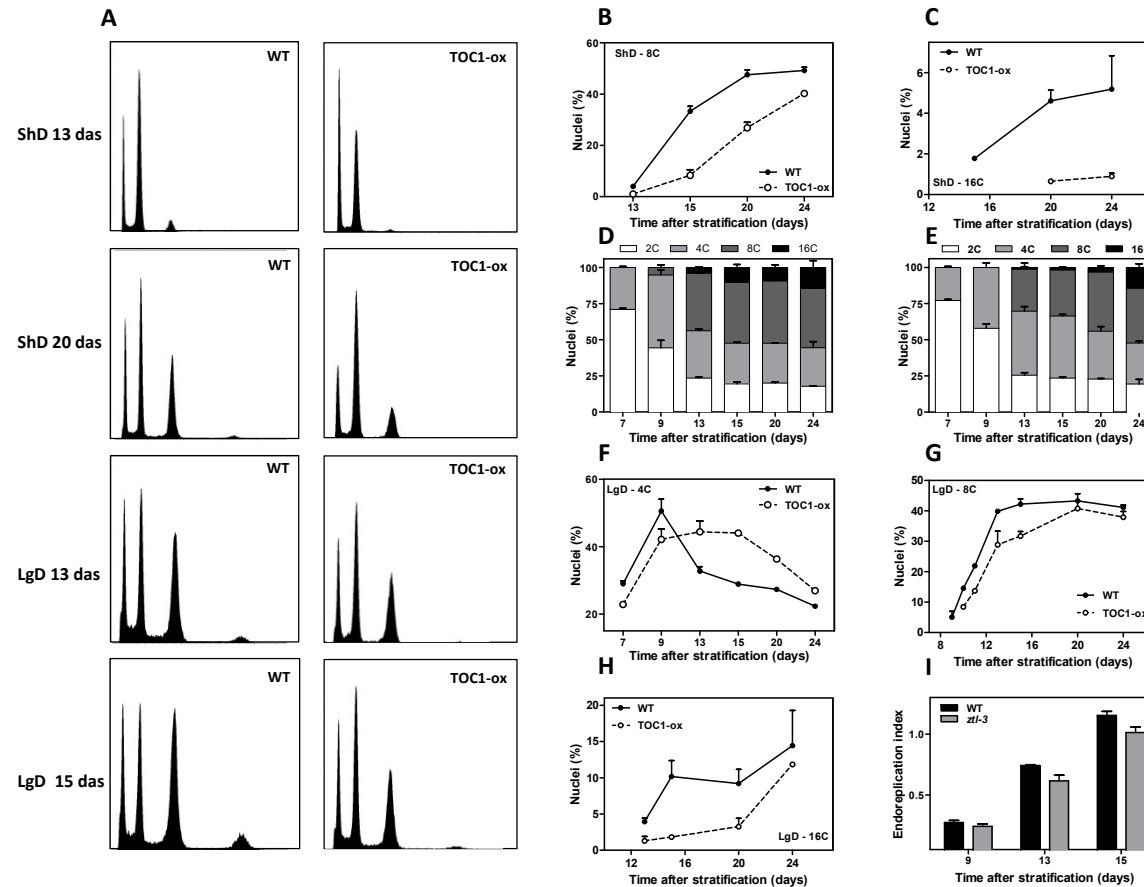 A
WT
TOC1-ox
ShD 13 das
WT
TOC1-ox
ShD 20 das
WT
TOC1-ox
LgD 13 das
WT
TOC1-ox
LgD 15 das
B
ShD - 8C
60
40
20
0
Nuclei (%)
WT
TOC1-ox
13 15 20 24
Time after stratification (days)
C
WT
TOC1-ox
6
4
2
0
Nuclei (%)
ShD - 16C
12 16 20 24
Time after stratification (days)
D
2C 4C 8C 16C
100
75
50
25
0
Nuclei (%)
7 9 13 15 20 24
Time after stratification (days)
E
2C 4C 8C 16
100
75
50
25
0
Nuclei (%)
7 9 13 15 20 24
Time after stratification (days)
F
LgD - 4C
WT
TOC1-ox
60
40
20
Nuclei (%)
7 9 13 15 20 24
Time after stratification (days)
G
LgD - 8C
50
40
30
20
10
0
Nuclei (%)
WT
TOC1-ox
8 12 16 20 24
Time after stratification (days)
H
WT
TOC1-ox
20
15
10
5
0
Nuclei (%)
LgD - 16C
12 16 20 24
Time after stratification (days)
I
WT
ztl-3
1.0
0.5
Endoreplication index
9 13 15
Time after stratification (days)